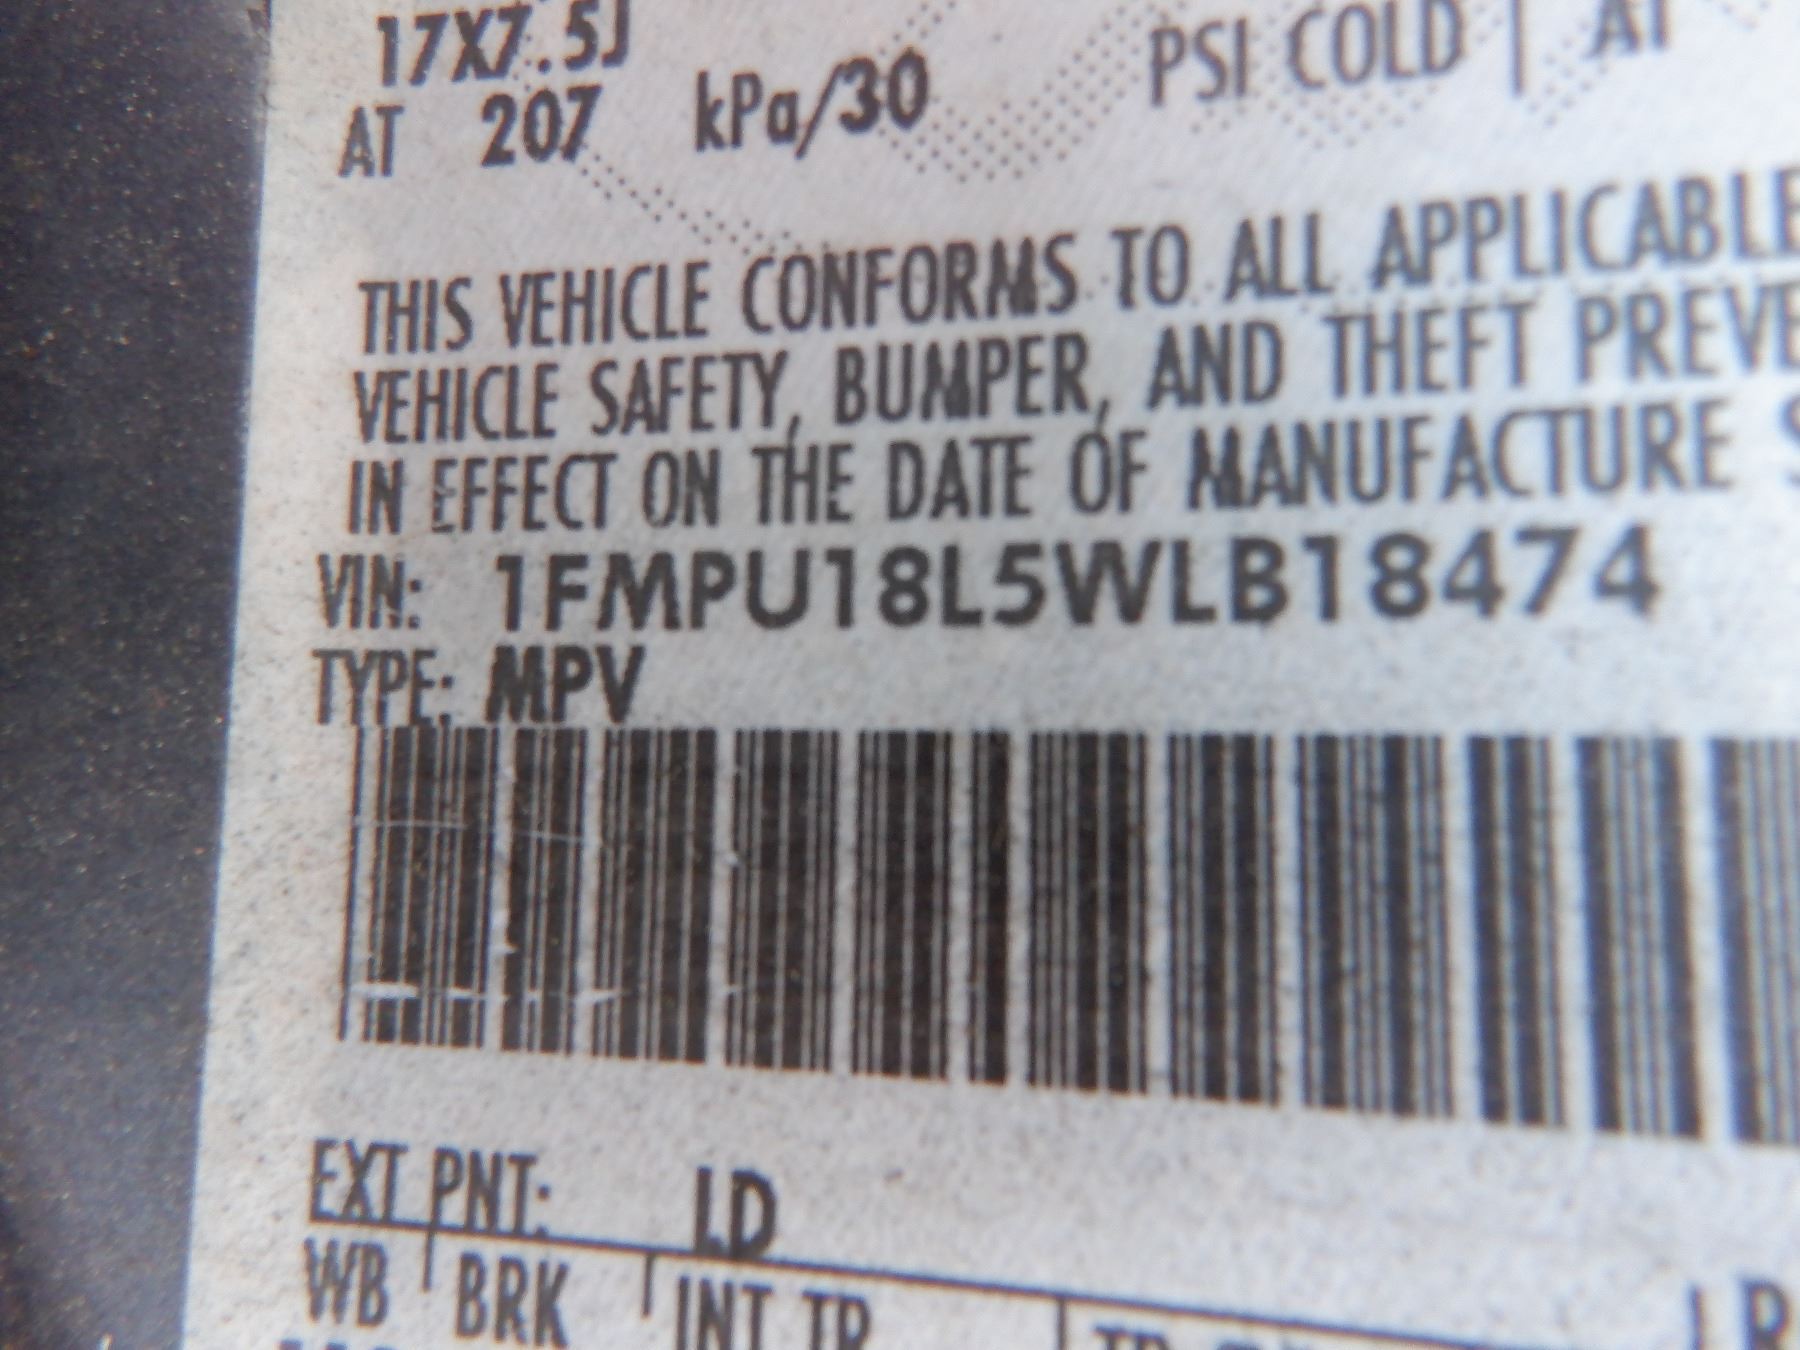 17X7.5J
AT 207 kPa/30 PSI COLD | AT
THIS VEHICLE CONFORMS TO ALL APPLICABLE
VEHICLE SAFETY, BUMPER, AND THEFT PREVE
IN EFFECT ON THE DATE OF MANUFACTURE S
VIN: 1FMPU18L5WLB18474
TYPE: MPV
EXT PNT: LD
WB BRK INT TR